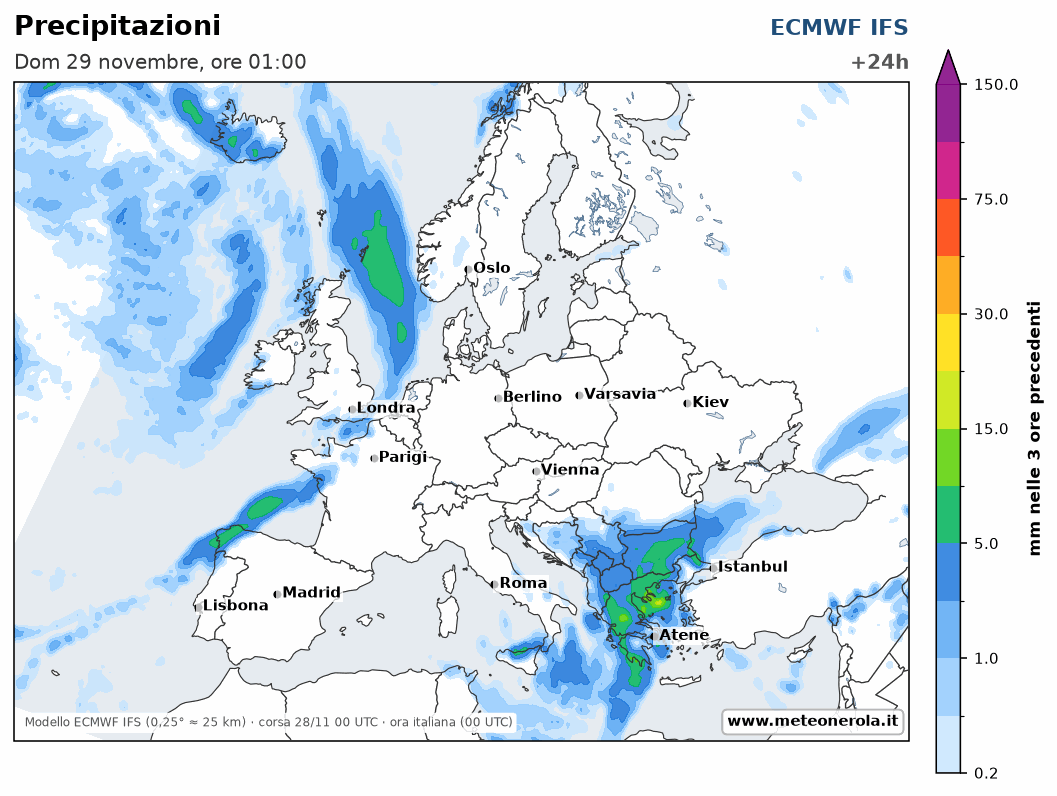 Precipitazioni
ECMWF IFS
Dom 29 novembre, ore 01:00
+24h
150.0
75.0
30.0
15.0
5.0
1.0
0.2
mm nelle 3 ore precedenti
Oslo
Berlino
Varsavia
Kiev
Londra
Parigi
Vienna
Istanbul
Roma
Madrid
Lisbona
Atene
Modello ECMWF IFS (0,25° ≈ 25 km) · corsa 28/11 00 UTC · ora italiana (00 UTC)
www.meteonerola.it